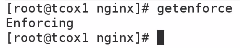 [root@tcox1 nginx]# getenforce
Enforcing
[root@tcox1 nginx]#